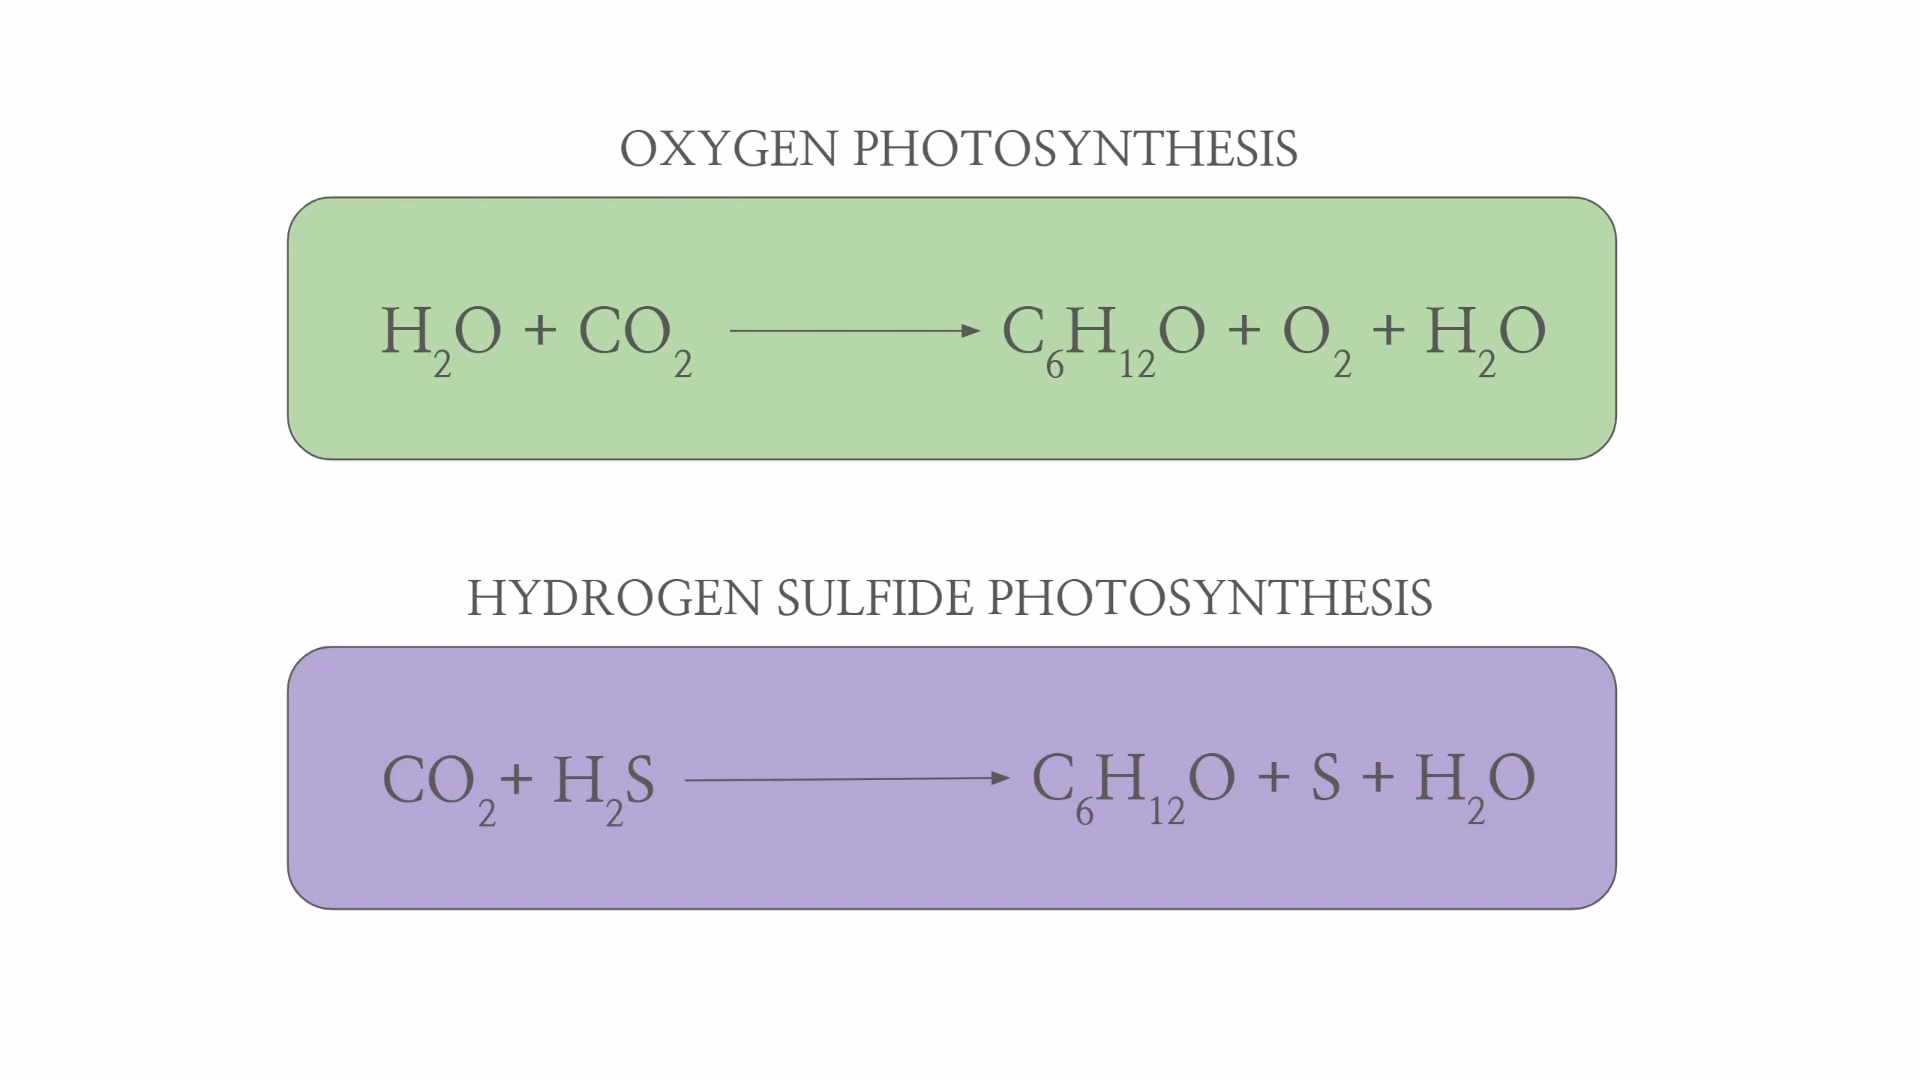 OXYGEN PHOTOSYNTHESIS
H₂O + CO₂ → C₆H₁₂O + O₂ + H₂O
HYDROGEN SULFIDE PHOTOSYNTHESIS
CO₂ + H₂S → C₆H₁₂O + S + H₂O